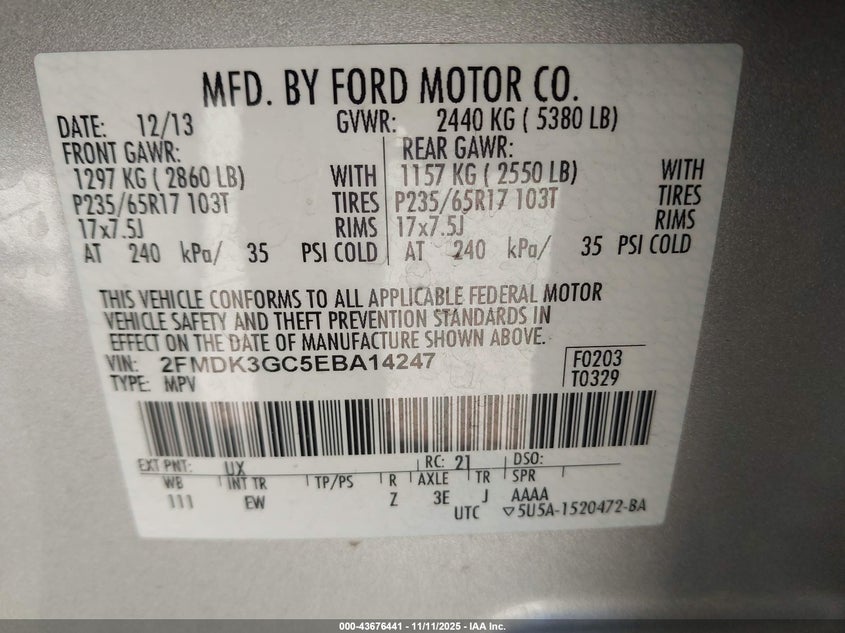 MFD. BY FORD MOTOR CO.
DATE: 12/13 GVWR: 2440 KG ( 5380 LB)
FRONT GAWR: REAR GAWR:
1297 KG ( 2860 LB) WITH 1157 KG ( 2550 LB) WITH
P235/65R17 103T TIRES P235/65R17 103T TIRES
17x7.5J RIMS 17x7.5J RIMS
AT 240 kPa/ 35 PSI COLD AT 240 kPa/ 35 PSI COLD
THIS VEHICLE CONFORMS TO ALL APPLICABLE FEDERAL MOTOR
VEHICLE SAFETY AND THEFT PREVENTION STANDARDS IN
EFFECT ON THE DATE OF MANUFACTURE SHOWN ABOVE.
VIN: 2FMDK3GC5EBA14247 F0203
TYPE: MPV T0329
EXT PNT: UX RC: 21 DSO:
WB INT TR TP/PS R AXLE TR SPR
111 EW Z 3E J AAAA
UTC ▽5U5A-1520472-BA
000-43676441 - 11/11/2025 - IAA Inc.